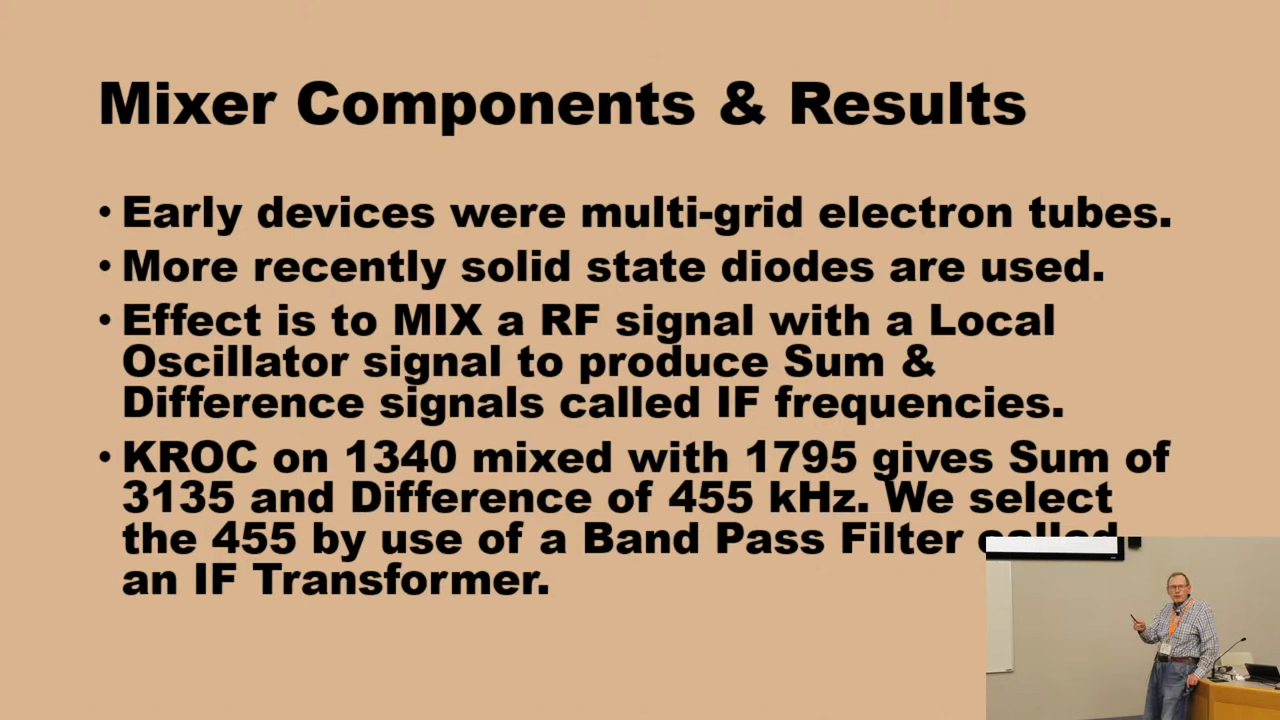 Mixer Components & Results
• Early devices were multi-grid electron tubes.
• More recently solid state diodes are used.
• Effect is to MIX a RF signal with a Local
Oscillator signal to produce Sum &
Difference signals called IF frequencies.
• KROC on 1340 mixed with 1795 gives Sum of
3135 and Difference of 455 kHz. We select
the 455 by use of a Band Pass Filter called
an IF Transformer.